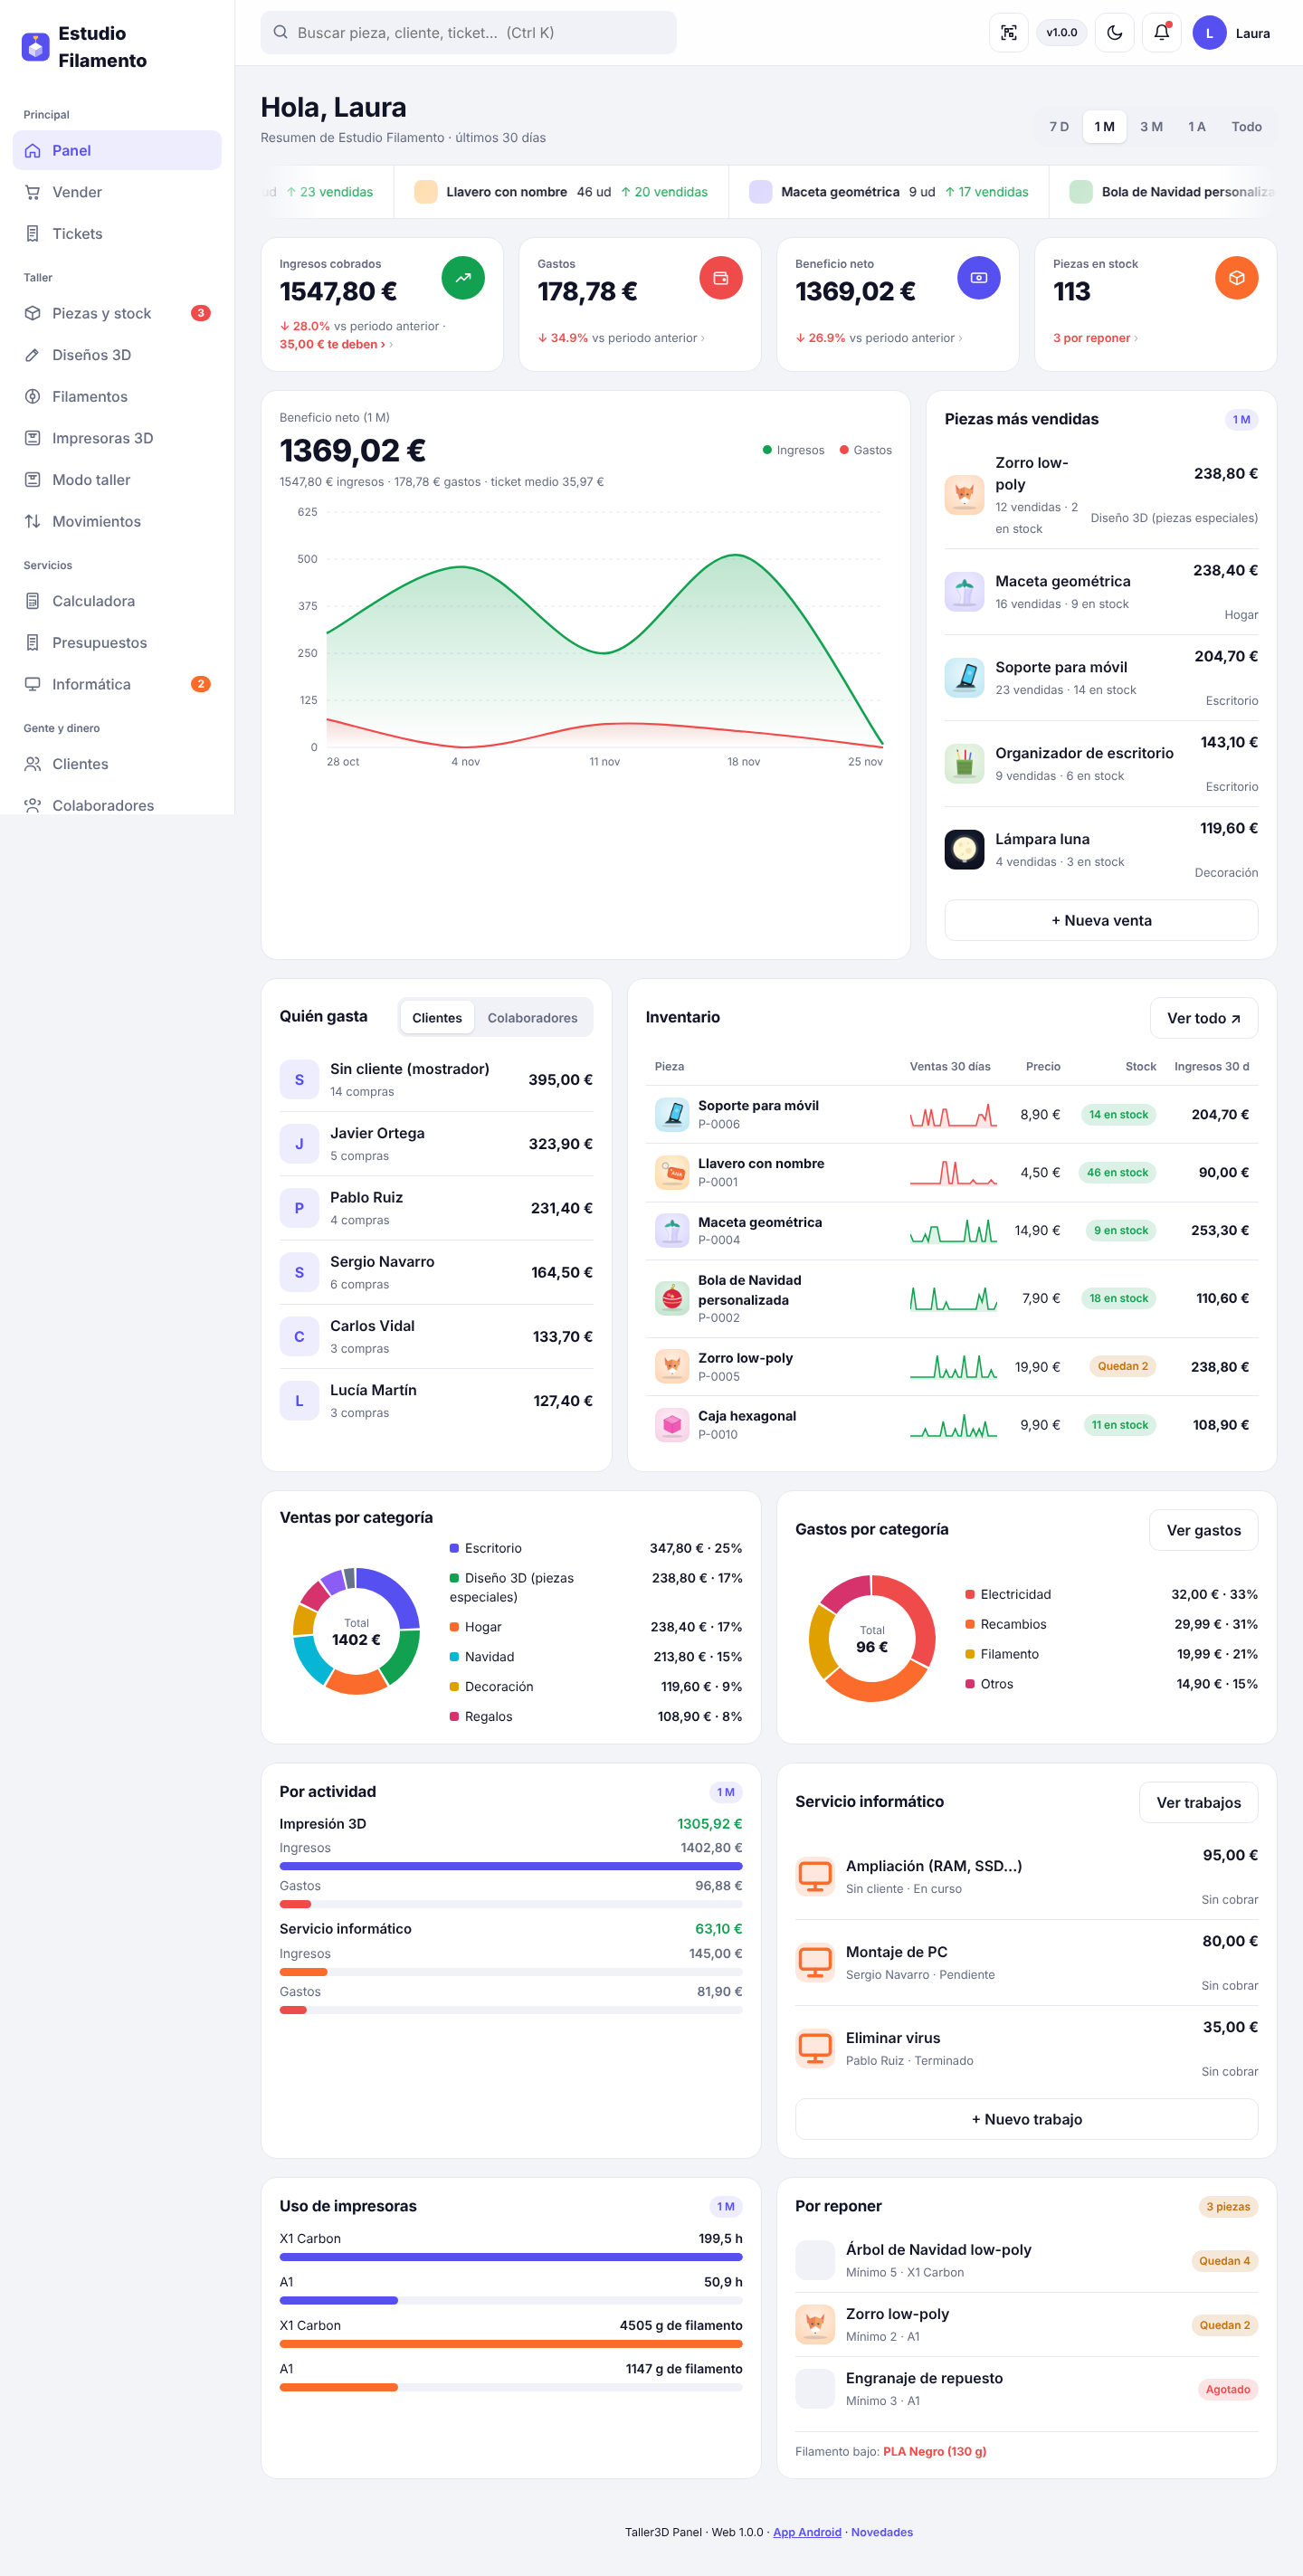 Estudio
Filamento
Buscar pieza, cliente, ticket... (Ctrl K)
v1.0.0
L
Laura
Principal
Panel
Vender
Tickets
Taller
Piezas y stock 3
Diseños 3D
Filamentos
Impresoras 3D
Modo taller
Movimientos
Servicios
Calculadora
Presupuestos
Informática 2
Gente y dinero
Clientes
Colaboradores
Hola, Laura
Resumen de Estudio Filamento · últimos 30 días
7 D 1 M 3 M 1 A Todo
ud ↑ 23 vendidas
Llavero con nombre 46 ud ↑ 20 vendidas
Maceta geométrica 9 ud ↑ 17 vendidas
Bola de Navidad personaliza
Ingresos cobrados
1547,80 €
↓ 28.0% vs periodo anterior ·
35,00 € te deben › ›
Gastos
178,78 €
↓ 34.9% vs periodo anterior ›
Beneficio neto
1369,02 €
↓ 26.9% vs periodo anterior ›
Piezas en stock
113
3 por reponer ›
Beneficio neto (1 M)
1369,02 €
1547,80 € ingresos · 178,78 € gastos · ticket medio 35,97 €
Ingresos Gastos
625
500
375
250
125
0
28 oct 4 nov 11 nov 18 nov 25 nov
Piezas más vendidas 1 M
Zorro low-
poly
12 vendidas · 2
en stock
238,80 €
Diseño 3D (piezas especiales)
Maceta geométrica
16 vendidas · 9 en stock
238,40 €
Hogar
Soporte para móvil
23 vendidas · 14 en stock
204,70 €
Escritorio
Organizador de escritorio
9 vendidas · 6 en stock
143,10 €
Escritorio
Lámpara luna
4 vendidas · 3 en stock
119,60 €
Decoración
+ Nueva venta
Quién gasta Clientes Colaboradores
S Sin cliente (mostrador)
14 compras
395,00 €
J Javier Ortega
5 compras
323,90 €
P Pablo Ruiz
4 compras
231,40 €
S Sergio Navarro
6 compras
164,50 €
C Carlos Vidal
3 compras
133,70 €
L Lucía Martín
3 compras
127,40 €
Inventario Ver todo ↗
Pieza Ventas 30 días Precio Stock Ingresos 30 d
Soporte para móvil
P-0006
8,90 € 14 en stock 204,70 €
Llavero con nombre
P-0001
4,50 € 46 en stock 90,00 €
Maceta geométrica
P-0004
14,90 € 9 en stock 253,30 €
Bola de Navidad
personalizada
P-0002
7,90 € 18 en stock 110,60 €
Zorro low-poly
P-0005
19,90 € Quedan 2 238,80 €
Caja hexagonal
P-0010
9,90 € 11 en stock 108,90 €
Ventas por categoría
Total
1402 €
Escritorio 347,80 € · 25%
Diseño 3D (piezas
especiales)
238,80 € · 17%
Hogar 238,40 € · 17%
Navidad 213,80 € · 15%
Decoración 119,60 € · 9%
Regalos 108,90 € · 8%
Gastos por categoría Ver gastos
Total
96 €
Electricidad 32,00 € · 33%
Recambios 29,99 € · 31%
Filamento 19,99 € · 21%
Otros 14,90 € · 15%
Por actividad 1 M
Impresión 3D 1305,92 €
Ingresos 1402,80 €
Gastos 96,88 €
Servicio informático 63,10 €
Ingresos 145,00 €
Gastos 81,90 €
Servicio informático Ver trabajos
Ampliación (RAM, SSD...)
Sin cliente · En curso
95,00 €
Sin cobrar
Montaje de PC
Sergio Navarro · Pendiente
80,00 €
Sin cobrar
Eliminar virus
Pablo Ruiz · Terminado
35,00 €
Sin cobrar
+ Nuevo trabajo
Uso de impresoras 1 M
X1 Carbon 199,5 h
A1 50,9 h
X1 Carbon 4505 g de filamento
A1 1147 g de filamento
Por reponer 3 piezas
Árbol de Navidad low-poly
Mínimo 5 · X1 Carbon
Quedan 4
Zorro low-poly
Mínimo 2 · A1
Quedan 2
Engranaje de repuesto
Mínimo 3 · A1
Agotado
Filamento bajo: PLA Negro (130 g)
Taller3D Panel · Web 1.0.0 · App Android · Novedades